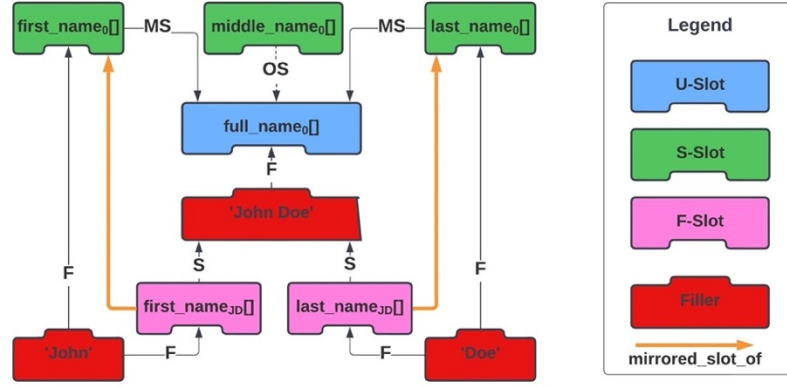 first_name₀[]
MS
middle_name₀[]
MS
last_name₀[]
OS
full_name₀[]
F
'John Doe'
S
S
F
F
first_nameJD[]
last_nameJD[]
'John'
F
F
'Doe'
Legend
U-Slot
S-Slot
F-Slot
Filler
mirrored_slot_of